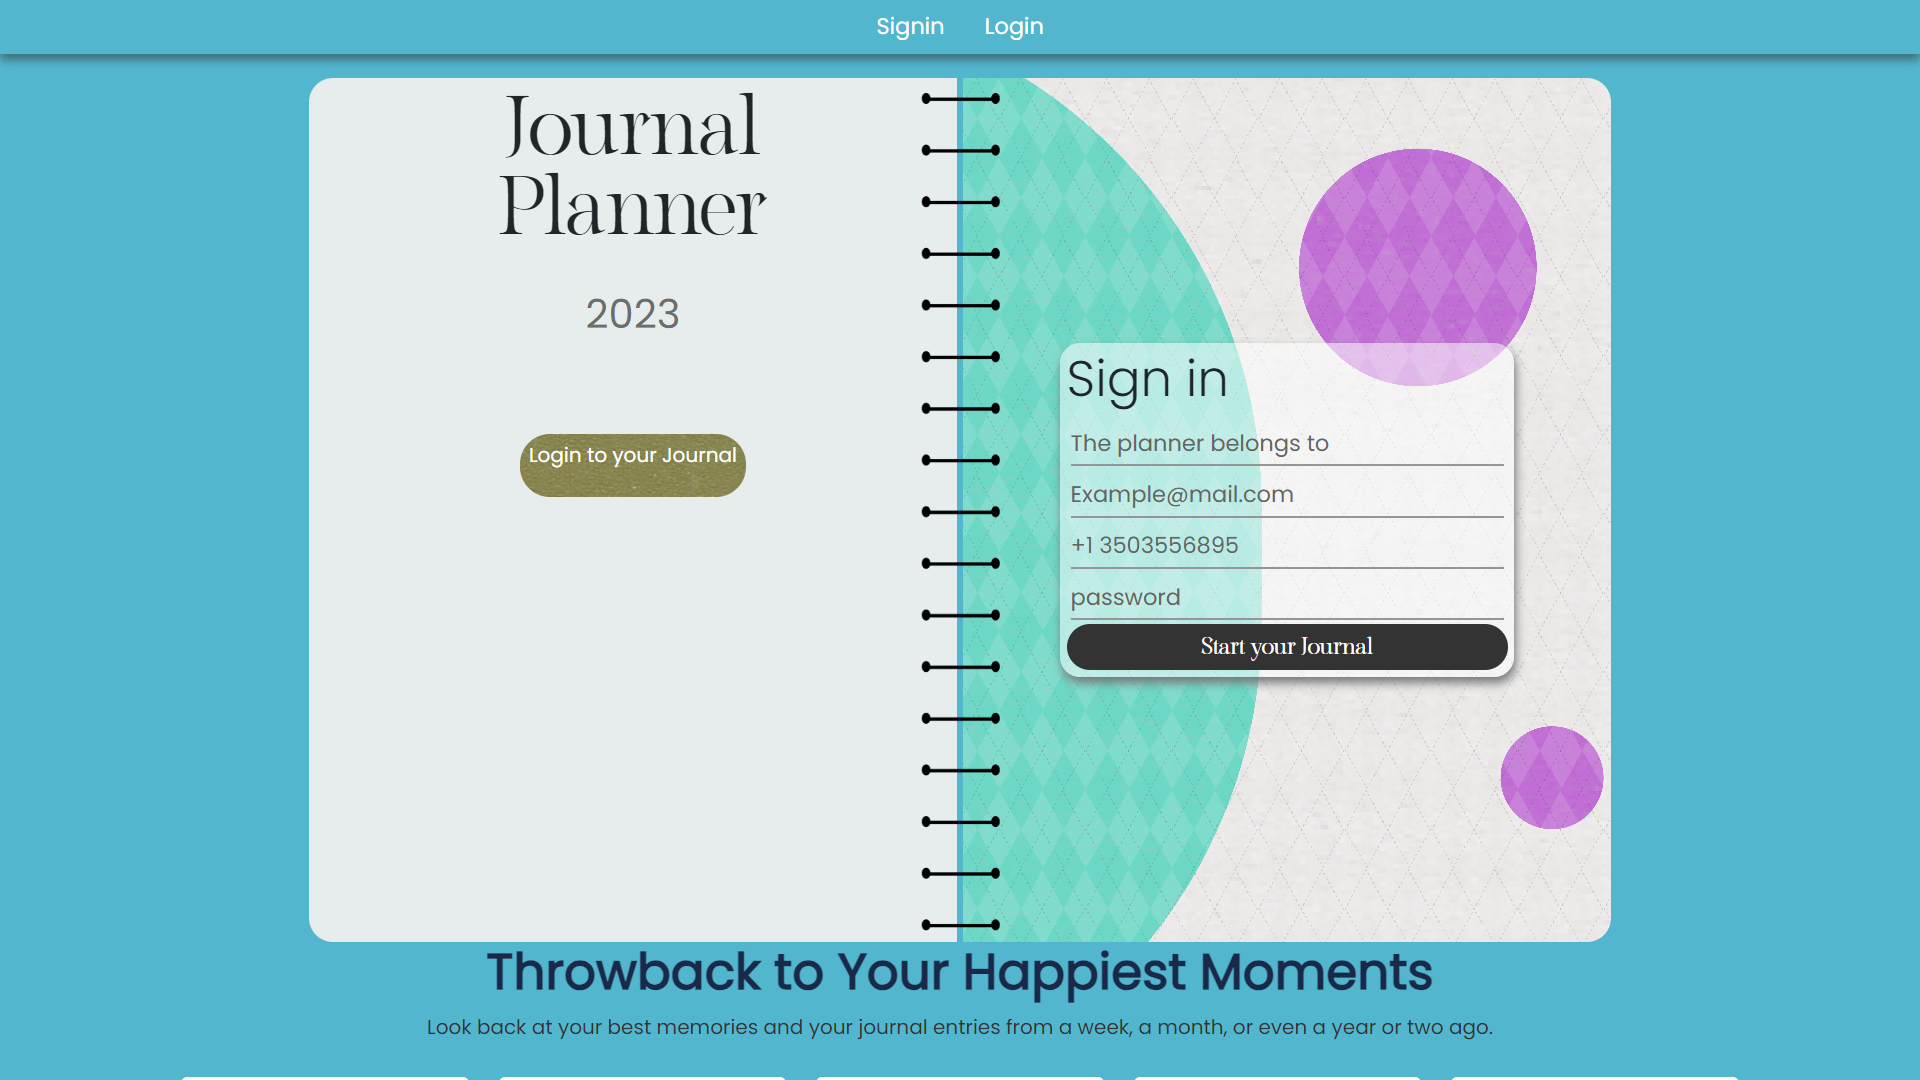 Signin Login
Journal
Planner
2023
Login to your Journal
Sign in
The planner belongs to
Example@mail.com
+1 3503556895
password
Start your Journal
Throwback to Your Happiest Moments
Look back at your best memories and your journal entries from a week, a month, or even a year or two ago.